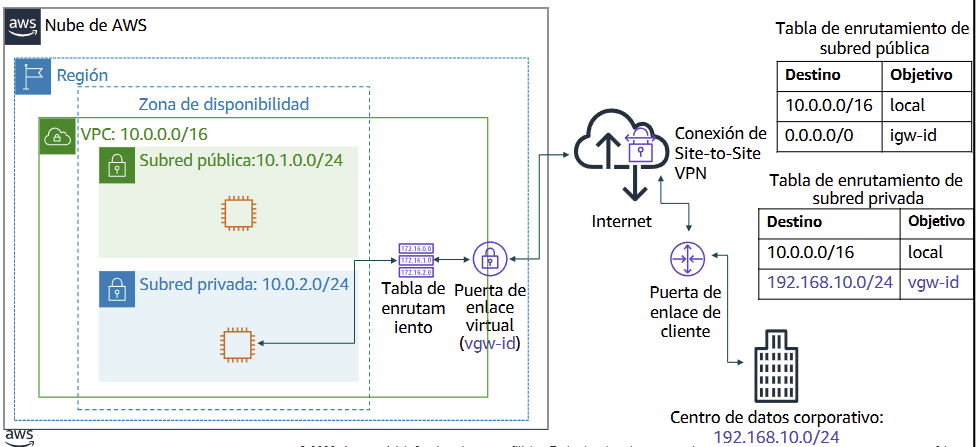 aws
Nube de AWS
Región
Zona de disponibilidad
VPC: 10.0.0.0/16
Subred pública:10.1.0.0/24
Subred privada: 10.0.2.0/24
172.16.0.0
172.16.1.0
172.16.2.0
Tabla de
enrutam
iento
Puerta de
enlace
virtual
(vgw-id)
Internet
Conexión de
Site-to-Site
VPN
Puerta de
enlace de
cliente
Centro de datos corporativo:
192.168.10.0/24
Tabla de enrutamiento de
subred pública
Destino Objetivo
10.0.0.0/16 local
0.0.0.0/0 igw-id
Tabla de enrutamiento de
subred privada
Destino Objetivo
10.0.0.0/16 local
192.168.10.0/24 vgw-id
aws